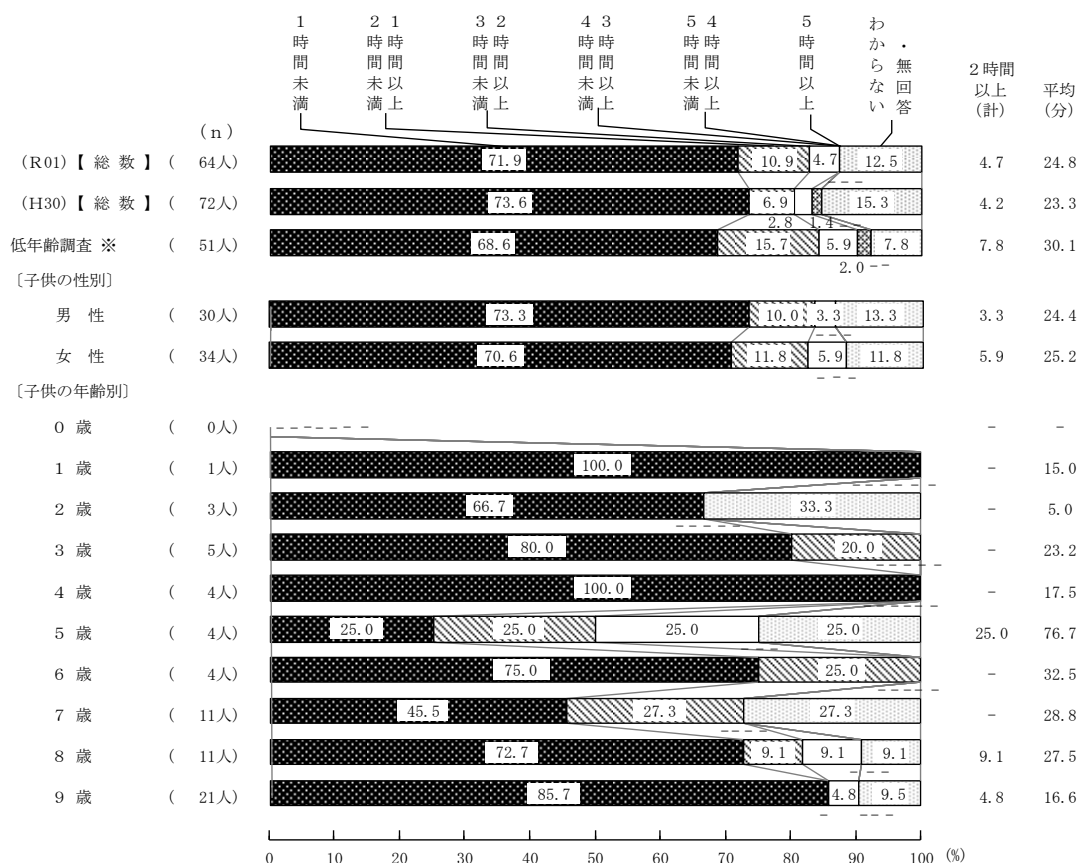 1時間未満
1時間以上
2時間未満
2時間以上
3時間未満
3時間以上
4時間未満
4時間以上
5時間未満
5時間以上
わからない
・無回答
2時間
以上
(計)
平均
(分)
(n)
(R01)【 総 数 】 ( 64人) 71.9 10.9 4.7 12.5 4.7 24.8
- - -
(H30)【 総 数 】 ( 72人) 73.6 6.9 15.3 4.2 23.3
2.8 1.4 - -
低年齢調査 ※ ( 51人) 68.6 15.7 5.9 7.8 7.8 30.1
2.0 - -
〔子供の性別〕
男 性 ( 30人) 73.3 10.0 3.3 13.3 3.3 24.4
- - -
女 性 ( 34人) 70.6 11.8 5.9 11.8 5.9 25.2
- - -
〔子供の年齢別〕
0 歳 ( 0人) - - - - - - - - -
1 歳 ( 1人) 100.0 - 15.0
- - - - - -
2 歳 ( 3人) 66.7 33.3 - 5.0
- - - - -
3 歳 ( 5人) 80.0 20.0 - 23.2
- - - - -
4 歳 ( 4人) 100.0 - 17.5
- - - - - -
5 歳 ( 4人) 25.0 25.0 25.0 25.0 25.0 76.7
- - -
6 歳 ( 4人) 75.0 25.0 - 32.5
- - - - -
7 歳 ( 11人) 45.5 27.3 27.3 - 28.8
- - - -
8 歳 ( 11人) 72.7 9.1 9.1 9.1 9.1 27.5
- - -
9 歳 ( 21人) 85.7 4.8 9.5 4.8 16.6
- - - -
0 10 20 30 40 50 60 70 80 90 100 (%)